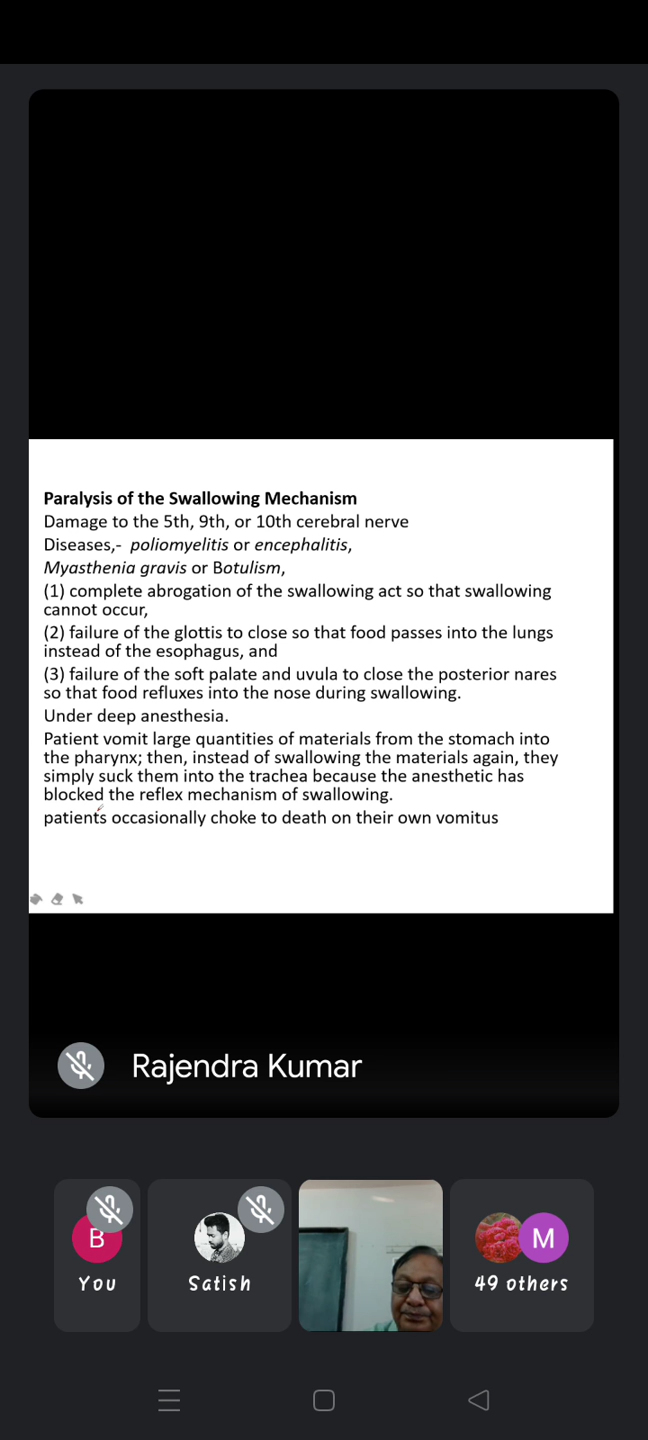 Paralysis of the Swallowing Mechanism
Damage to the 5th, 9th, or 10th cerebral nerve
Diseases,- poliomyelitis or encephalitis,
Myasthenia gravis or Botulism,
(1) complete abrogation of the swallowing act so that swallowing
cannot occur,
(2) failure of the glottis to close so that food passes into the lungs
instead of the esophagus, and
(3) failure of the soft palate and uvula to close the posterior nares
so that food refluxes into the nose during swallowing.
Under deep anesthesia.
Patient vomit large quantities of materials from the stomach into
the pharynx; then, instead of swallowing the materials again, they
simply suck them into the trachea because the anesthetic has
blocked the reflex mechanism of swallowing.
patients occasionally choke to death on their own vomitus
Rajendra Kumar
B
M
You
Satish
49 others